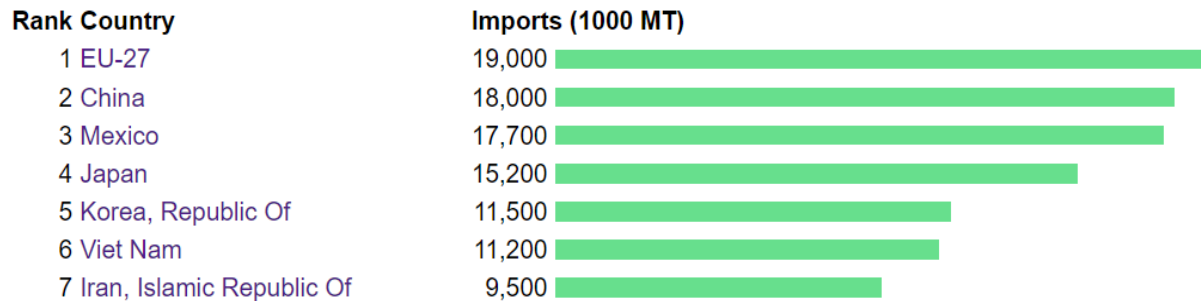 Rank Country Imports (1000 MT)
1 EU-27 19,000
2 China 18,000
3 Mexico 17,700
4 Japan 15,200
5 Korea, Republic Of 11,500
6 Viet Nam 11,200
7 Iran, Islamic Republic Of 9,500